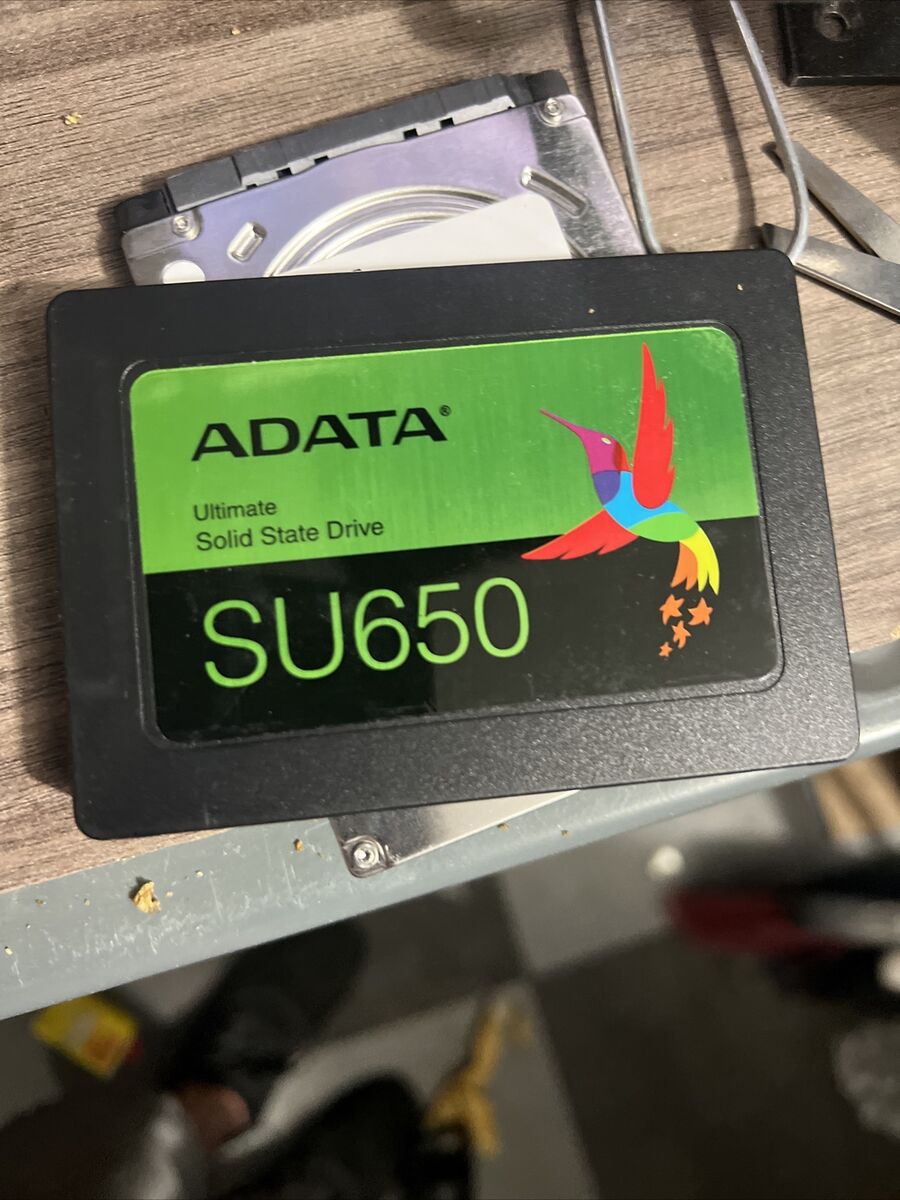 ADATA®
Ultimate
Solid State Drive
SU650